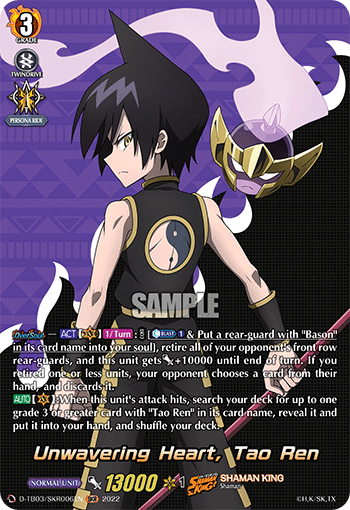 3
GRADE
TWINDRIVE
PERSONA RIDE
SAMPLE
OverSoul — ACT 1/Turn : [C BLAST 1 & Put a rear-guard with "Bason"
in its card name into your soul], retire all of your opponent's front row
rear-guards, and this unit gets +10000 until end of turn. If you
retired one or less units, your opponent chooses a card from their
hand, and discards it.
AUTO :When this unit's attack hits, search your deck for up to one
grade 3 or greater card with "Tao Ren" in its card name, reveal it and
put it into your hand, and shuffle your deck.
Unwavering Heart, Tao Ren
NORMAL UNIT 13000 1 SHAMAN KING SHAMAN KING
Shaman
D-TB03/SKR006EN 2022 ©H,K/SK,TX